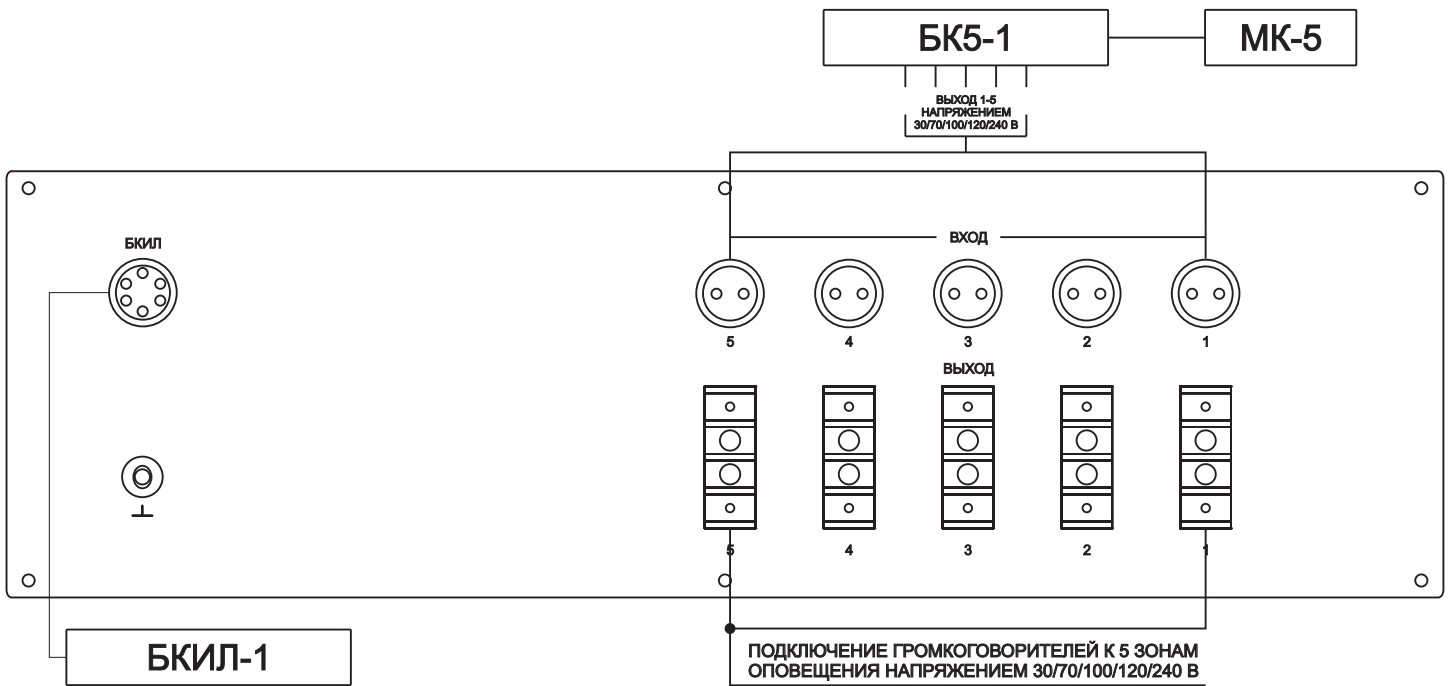 БК5-1
МК-5
ВЫХОД 1-5
НАПРЯЖЕНИЕМ
30/70/100/120/240 В
БКИЛ
ВХОД
5 4 3 2 1
ВЫХОД
5 4 3 2 1
БКИЛ-1
ПОДКЛЮЧЕНИЕ ГРОМКОГОВОРИТЕЛЕЙ К 5 ЗОНАМ
ОПОВЕЩЕНИЯ НАПРЯЖЕНИЕМ 30/70/100/120/240 В